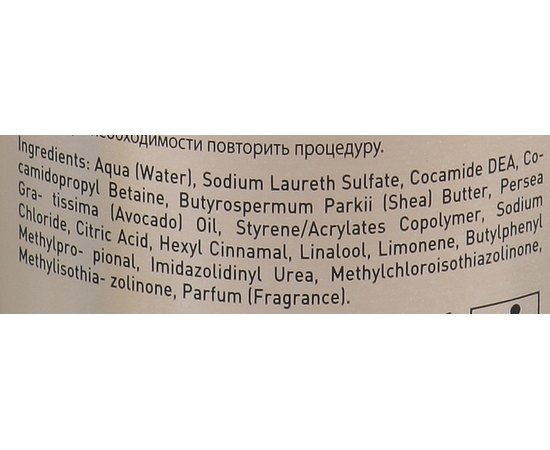 необходимости повторить процедуру.
Ingredients: Aqua (Water), Sodium Laureth Sulfate, Cocamide DEA, Co-
camidopropyl Betaine, Butyrospermum Parkii (Shea) Butter, Persea
Gra- tissima (Avocado) Oil, Styrene/Acrylates Copolymer, Sodium
Chloride, Citric Acid, Hexyl Cinnamal, Linalool, Limonene, Butylphenyl
Methylpro- pional, Imidazolidinyl Urea, Methylchloroisothiazolinone,
Methylisothia- zolinone, Parfum (Fragrance).